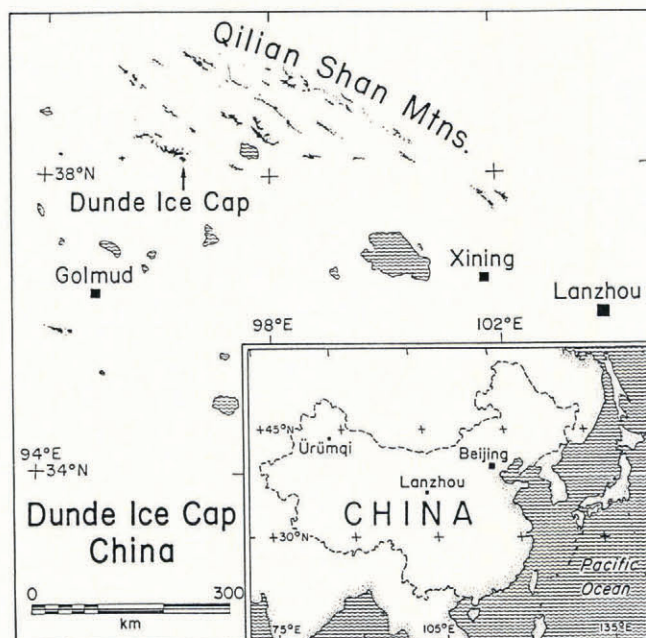 Qilian Shan Mtns.
38°N
Dunde Ice Cap
Golmud
Xining
Lanzhou
98°E
102°E
94°E
34°N
45°N
Ürümqi
Beijing
Lanzhou
CHINA
30°N
Pacific
Ocean
75°E
105°E
135°E
Dunde Ice Cap
China
0
300
km